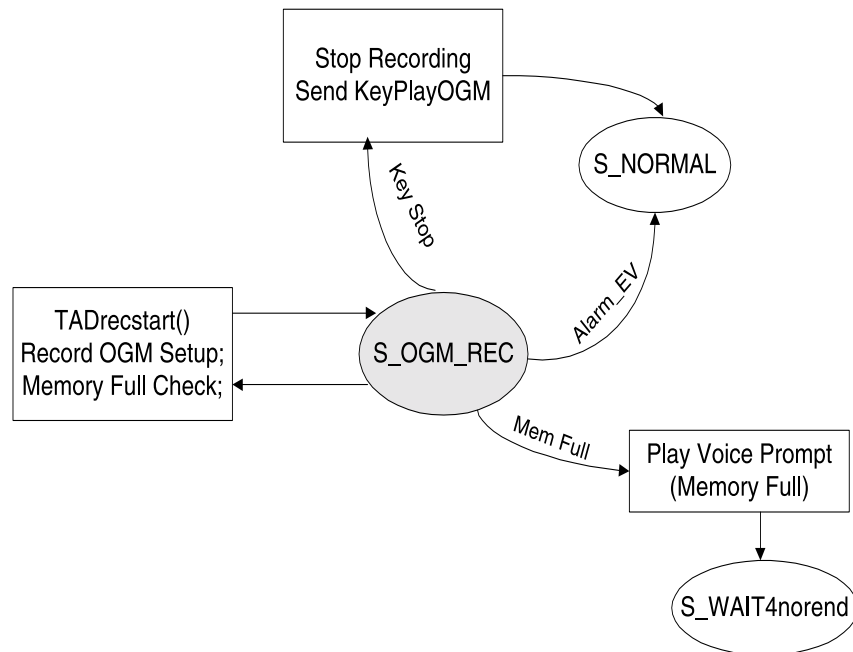 Stop Recording
Send KeyPlayOGM
S_NORMAL
Key Stop
Alarm_EV
TADrecstart()
Record OGM Setup;
Memory Full Check;
S_OGM_REC
Mem Full
Play Voice Prompt
(Memory Full)
S_WAIT4norend